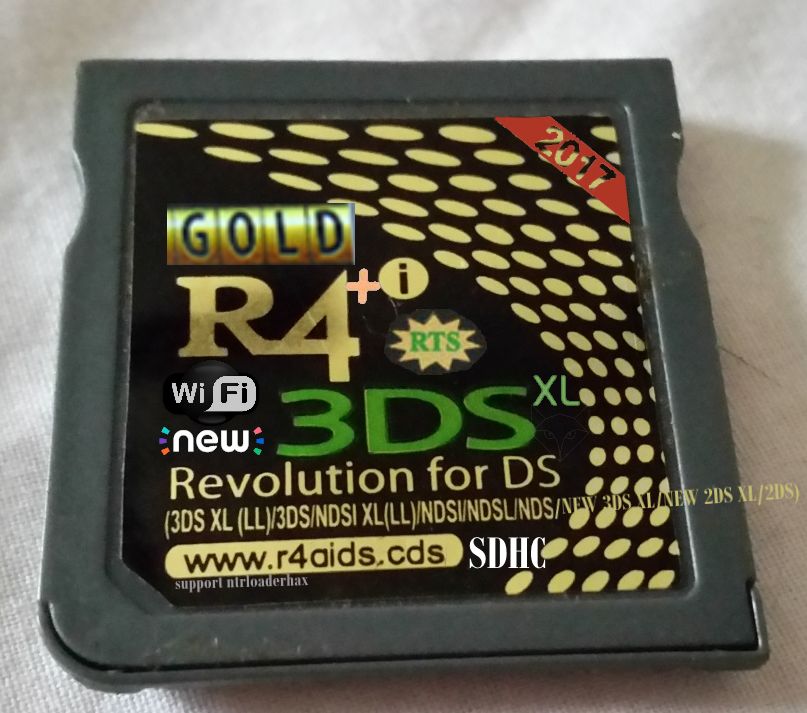 2017
GOLD
R4+i
RTS
WiFi
new 3DS XL
Revolution for DS
(3DS XL (LL)/3DS/NDSI XL(LL)/NDSI/NDSL/NDS/NEW 3DS XL/NEW 2DS XL/2DS)
www.r4aids.cds SDHC
support ntrloaderhax